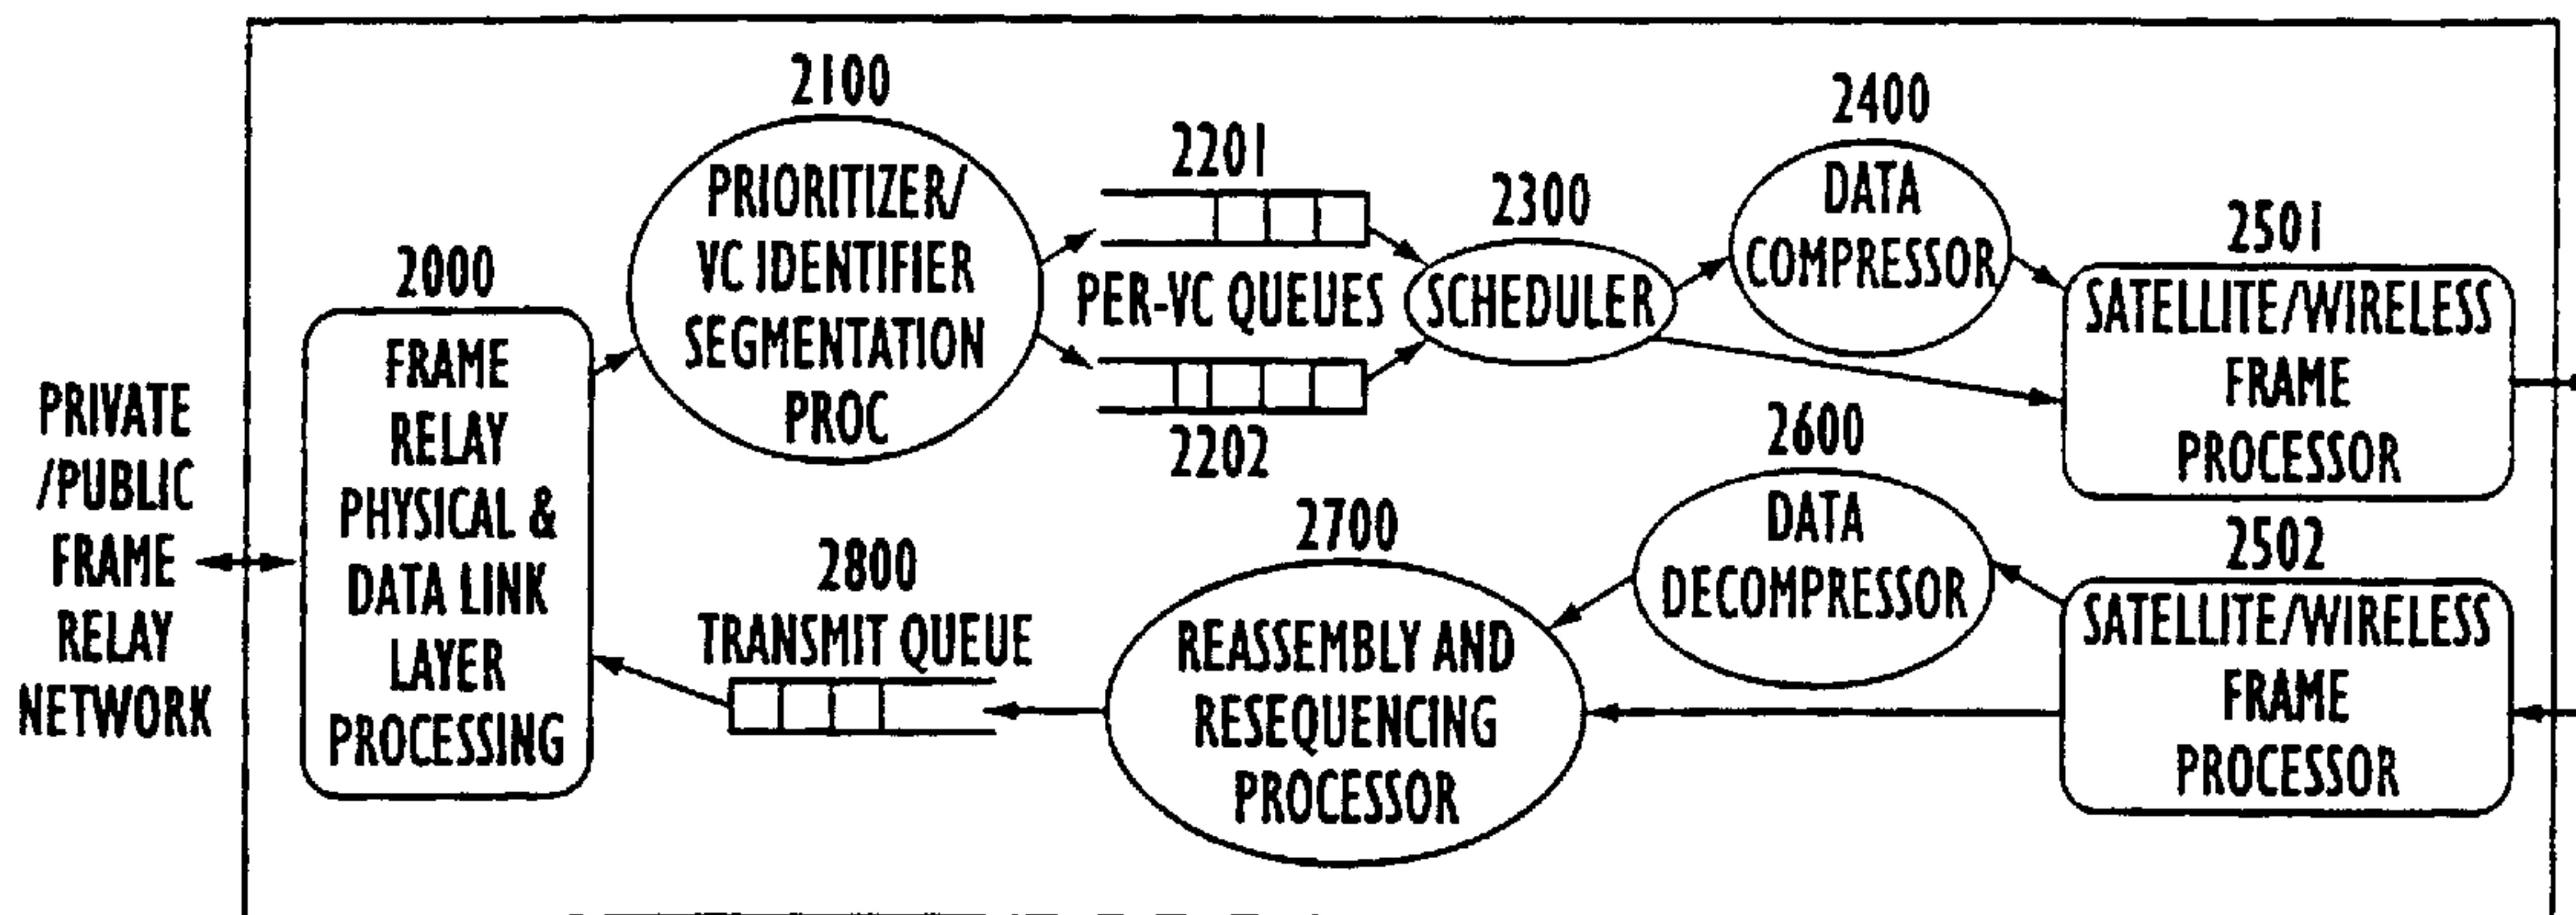 PRIVATE
/PUBLIC
FRAME
RELAY
NETWORK
2000
FRAME
RELAY
PHYSICAL &
DATA LINK
LAYER
PROCESSING
2100
PRIORITIZER/
VC IDENTIFIER
SEGMENTATION
PROC
2201
PER-VC QUEUES
2202
2300
SCHEDULER
2400
DATA
COMPRESSOR
2501
SATELLITE/WIRELESS
FRAME
PROCESSOR
2502
SATELLITE/WIRELESS
FRAME
PROCESSOR
2600
DATA
DECOMPRESSOR
2700
REASSEMBLY AND
RESEQUENCING
PROCESSOR
2800
TRANSMIT QUEUE